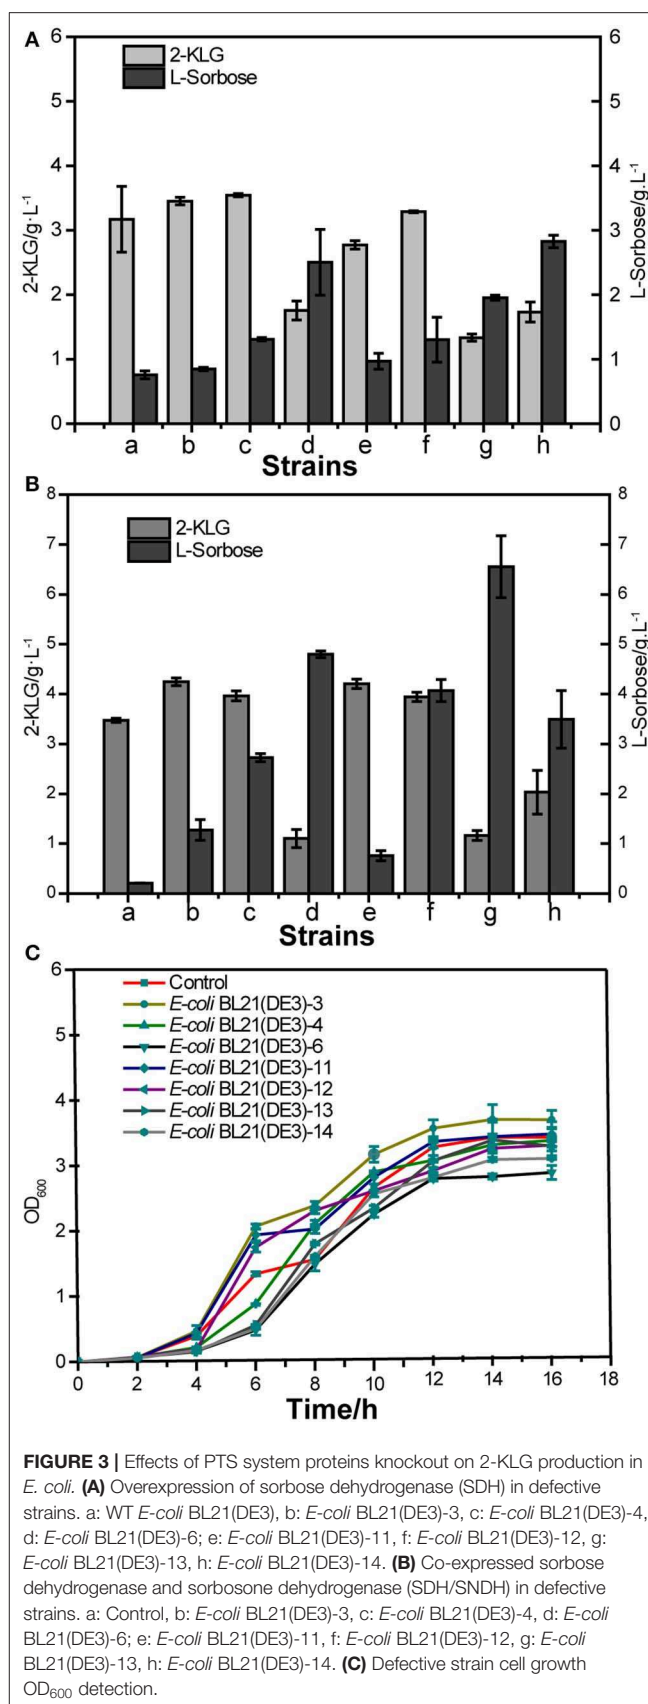 A
6
5
4
3
2
1
0
2-KLG/g·L-1
2-KLG
L-Sorbose
6
5
4
3
2
1
0
L-Sorbose/g.L-1
a b c d e f g h
Strains
B
8
7
6
5
4
3
2
1
0
2-KLG/g·L-1
2-KLG
L-Sorbose
8
7
6
5
4
3
2
1
0
L-Sorbose/g.L-1
a b c d e f g h
Strains
C
6
5
4
3
2
1
0
OD600
Control
E-coli BL21(DE3)-3
E-coli BL21(DE3)-4
E-coli BL21(DE3)-6
E-coli BL21(DE3)-11
E-coli BL21(DE3)-12
E-coli BL21(DE3)-13
E-coli BL21(DE3)-14
0 2 4 6 8 10 12 14 16 18
Time/h
FIGURE 3 | Effects of PTS system proteins knockout on 2-KLG production in
E. coli. (A) Overexpression of sorbose dehydrogenase (SDH) in defective
strains. a: WT E-coli BL21(DE3), b: E-coli BL21(DE3)-3, c: E-coli BL21(DE3)-4,
d: E-coli BL21(DE3)-6; e: E-coli BL21(DE3)-11, f: E-coli BL21(DE3)-12, g:
E-coli BL21(DE3)-13, h: E-coli BL21(DE3)-14. (B) Co-expressed sorbose
dehydrogenase and sorbosone dehydrogenase (SDH/SNDH) in defective
strains. a: Control, b: E-coli BL21(DE3)-3, c: E-coli BL21(DE3)-4, d: E-coli
BL21(DE3)-6; e: E-coli BL21(DE3)-11, f: E-coli BL21(DE3)-12, g: E-coli
BL21(DE3)-13, h: E-coli BL21(DE3)-14. (C) Defective strain cell growth
OD600 detection.